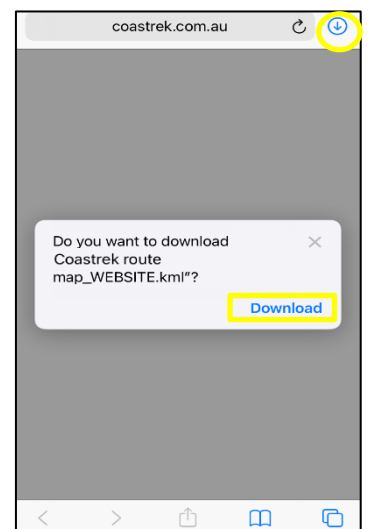 coastrek.com.au
Do you want to download
Coastrek route
map_WEBSITE.kml"?
Download